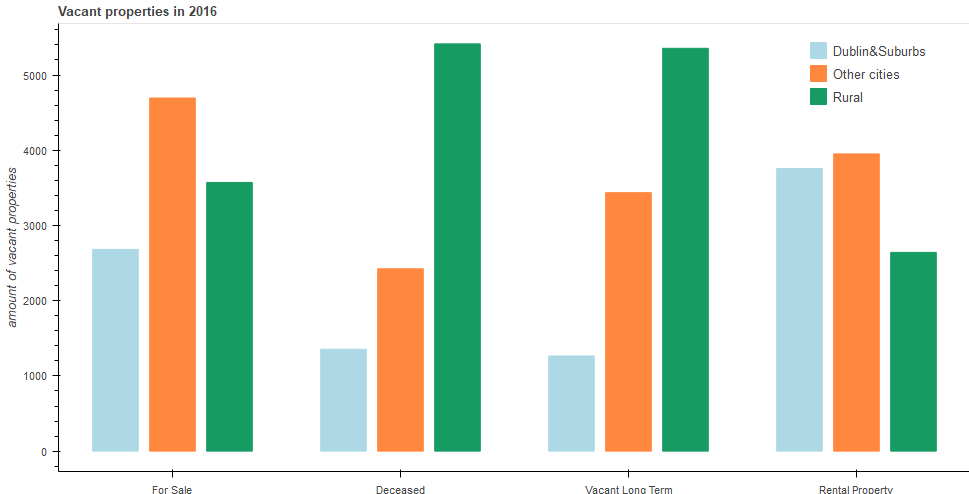 Vacant properties in 2016
Dublin&Suburbs
Other cities
Rural
amount of vacant properties
5000
4000
3000
2000
1000
0
For Sale
Deceased
Vacant Long Term
Rental Property